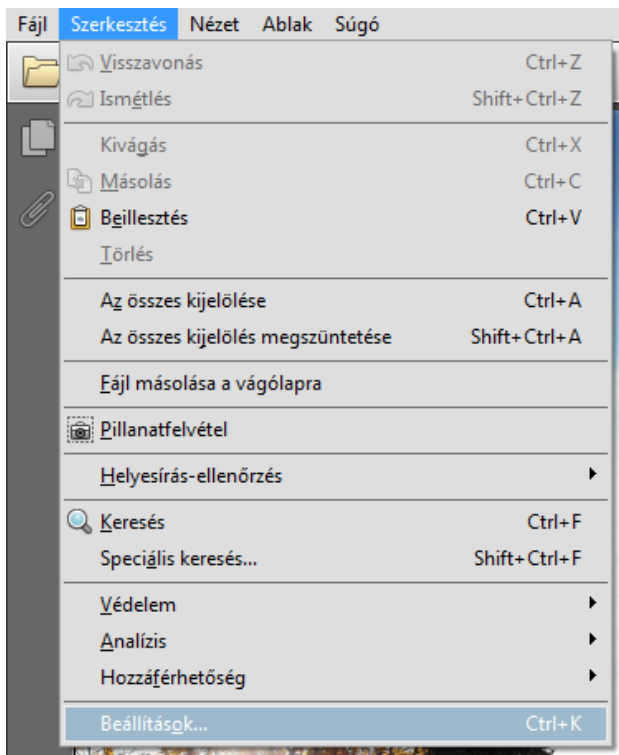 Fájl Szerkesztés Nézet Ablak Súgó
Visszavonás Ctrl+Z
Ismétlés Shift+Ctrl+Z
Kivágás Ctrl+X
Másolás Ctrl+C
Beillesztés Ctrl+V
Törlés
Az összes kijelölése Ctrl+A
Az összes kijelölés megszüntetése Shift+Ctrl+A
Fájl másolása a vágólapra
Pillanatfelvétel
Helyesírás-ellenőrzés
Keresés Ctrl+F
Speciális keresés... Shift+Ctrl+F
Védelem
Analízis
Hozzáférhetőség
Beállítások... Ctrl+K